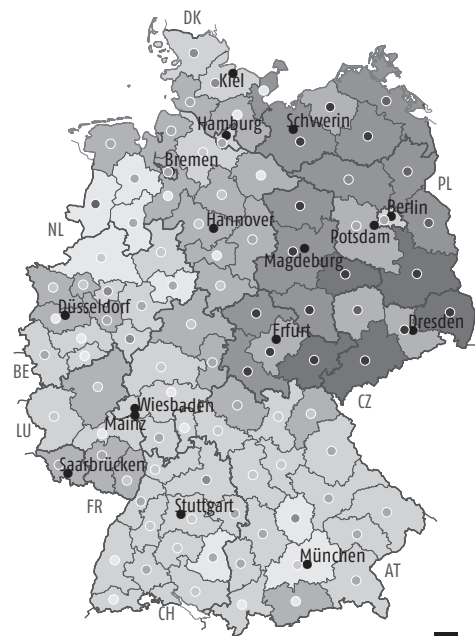 DK
Kiel
Schwerin
Hamburg
Bremen
PL
Berlin
NL
Hannover
Potsdam
Magdeburg
Düsseldorf
Dresden
Erfurt
BE
CZ
Wiesbaden
LU
Mainz
Saarbrücken
FR
Stuttgart
München
AT
CH